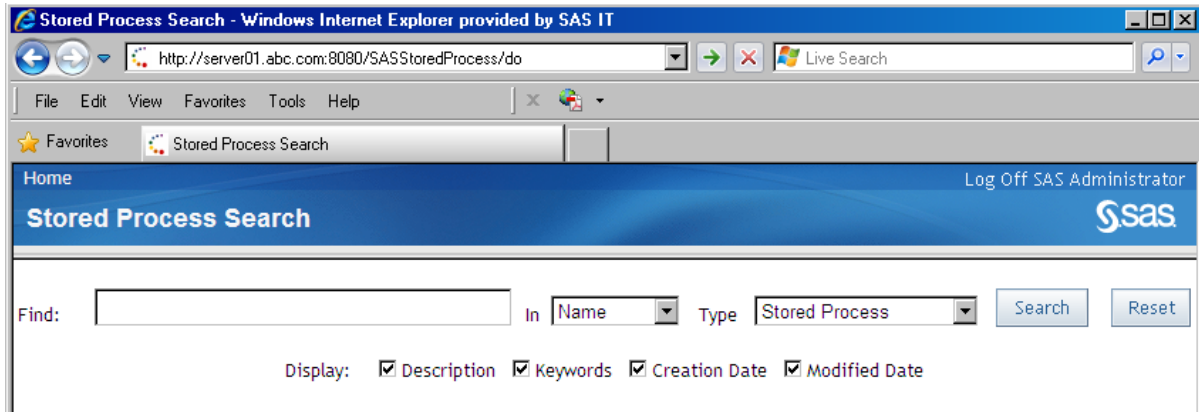 Stored Process Search - Windows Internet Explorer provided by SAS IT
http://server01.abc.com:8080/SASStoredProcess/do
Live Search
File Edit View Favorites Tools Help
Favorites
Stored Process Search
Home
Log Off SAS Administrator
Stored Process Search
sas
Find:
In Name
Type Stored Process
Search
Reset
Display: Description Keywords Creation Date Modified Date